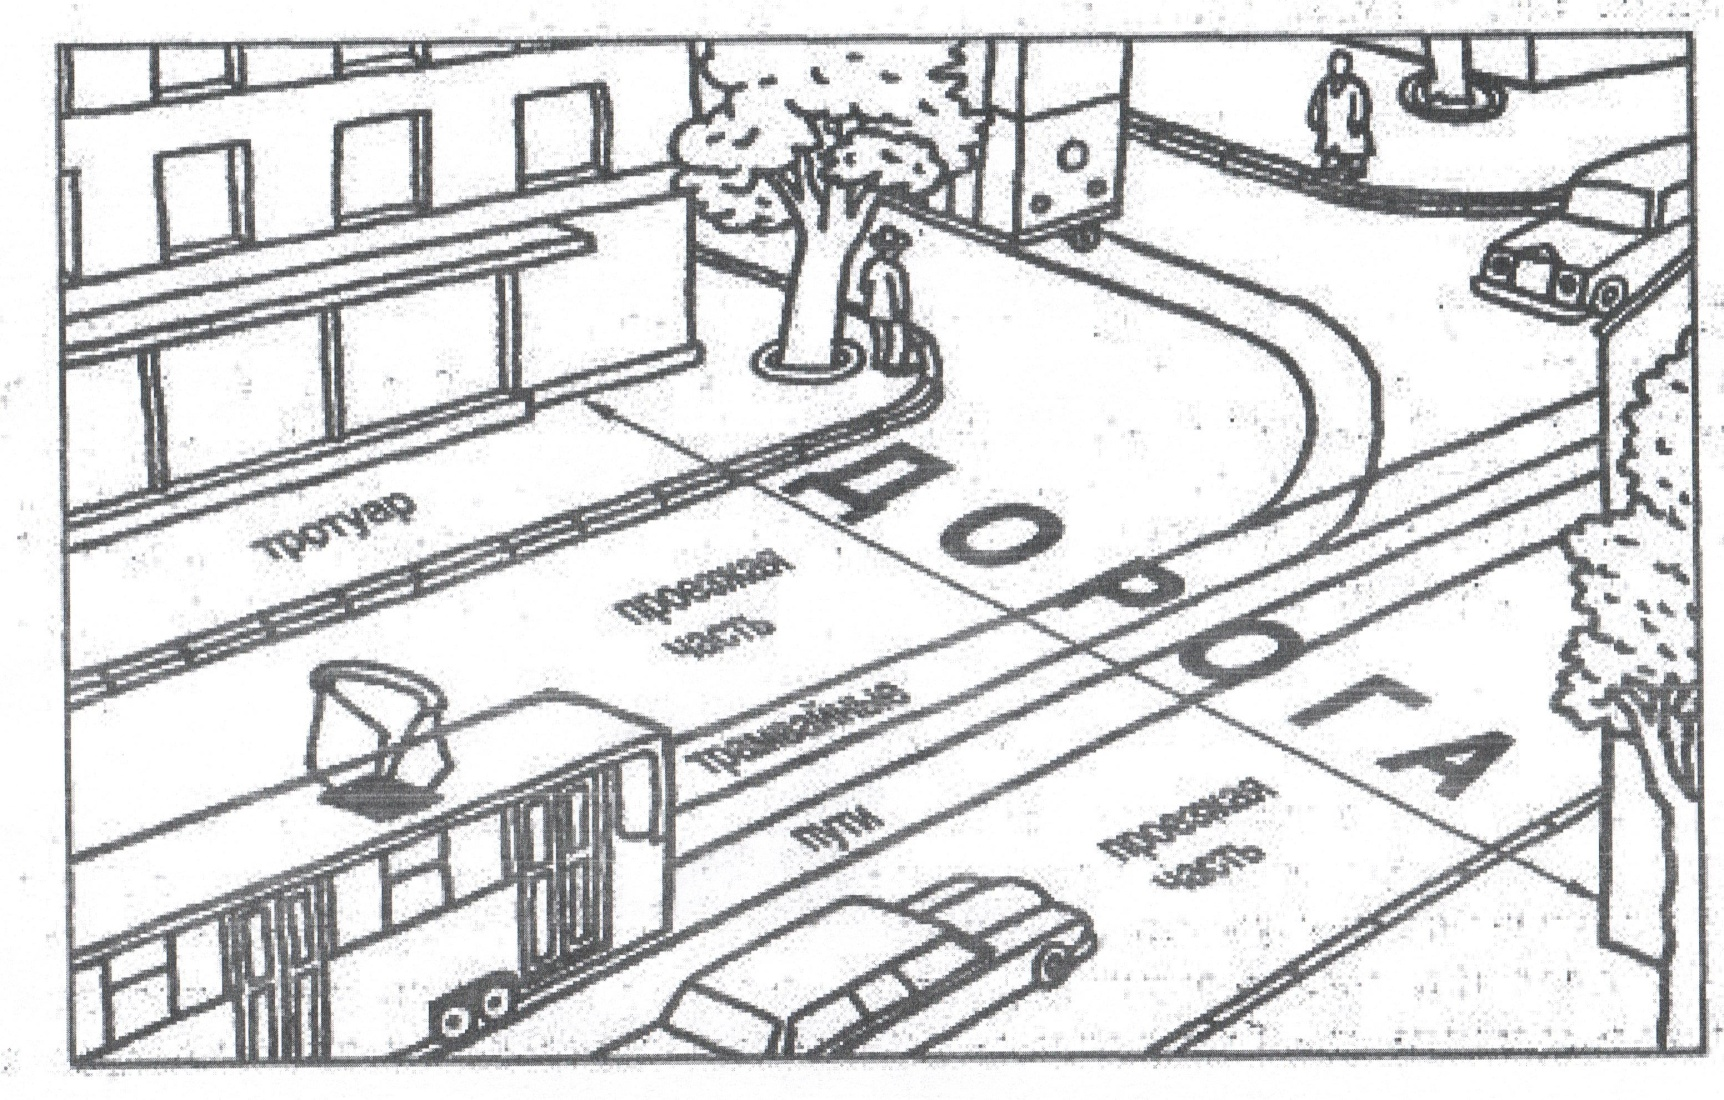 тротуар
проезжая
часть
ДОРОГА
трамвайные
пути
проезжая
часть